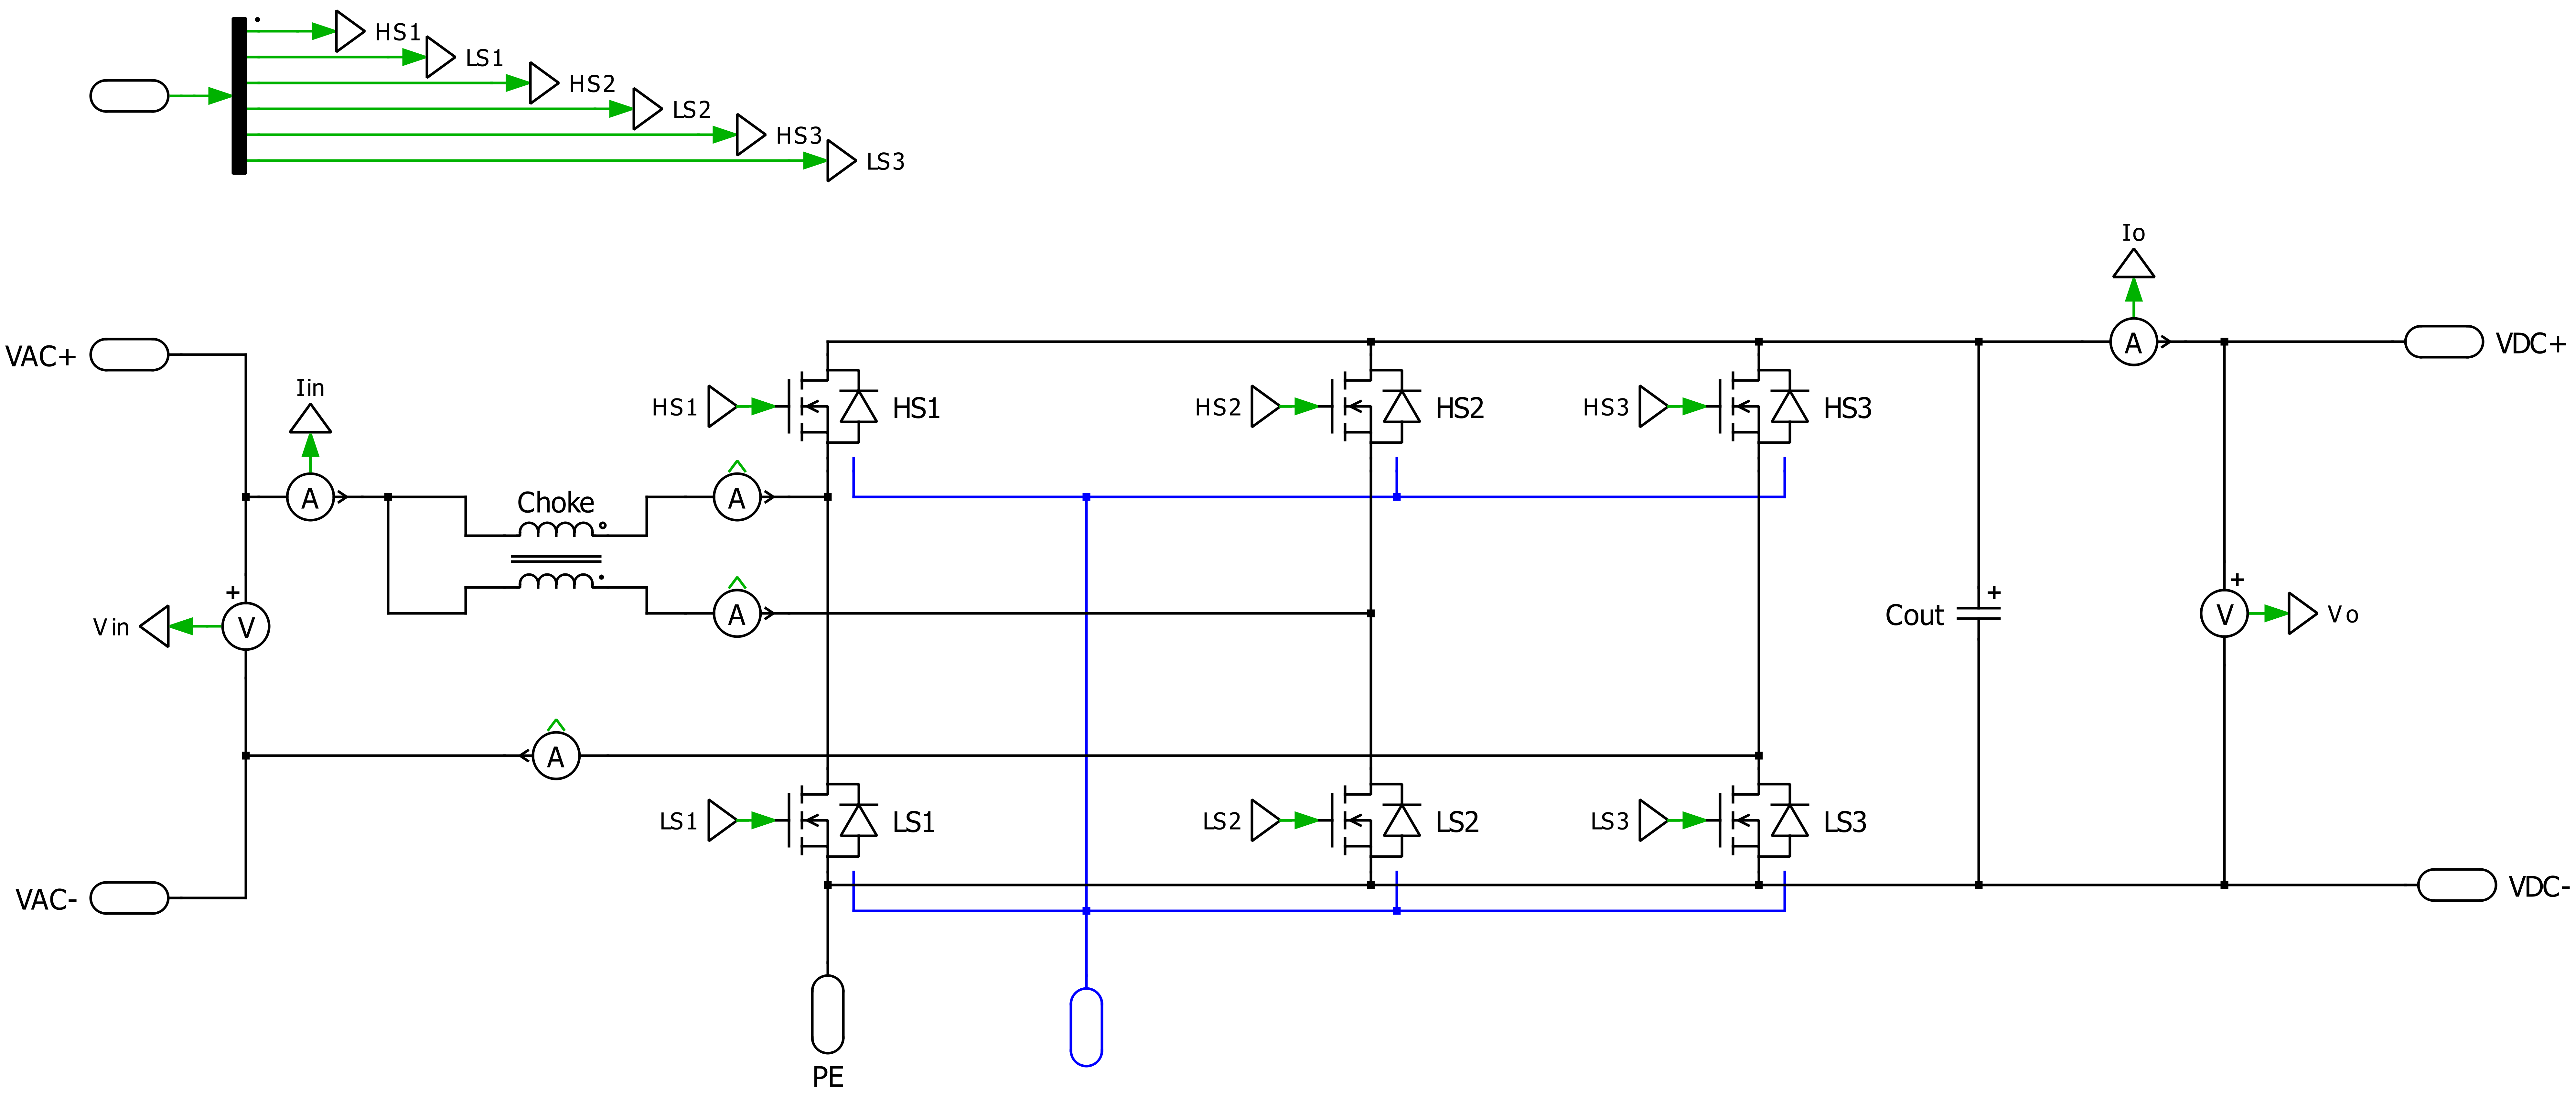 HS1
LS1
HS2
LS2
HS3
LS3
Io
A
VAC+
VDC+
Iin
A
HS1
HS1
HS2
HS2
HS3
HS3
Choke
A
A
+
Vin
V
+
Cout
+
V
Vo
A
LS1
LS1
LS2
LS2
LS3
LS3
VAC-
VDC-
PE